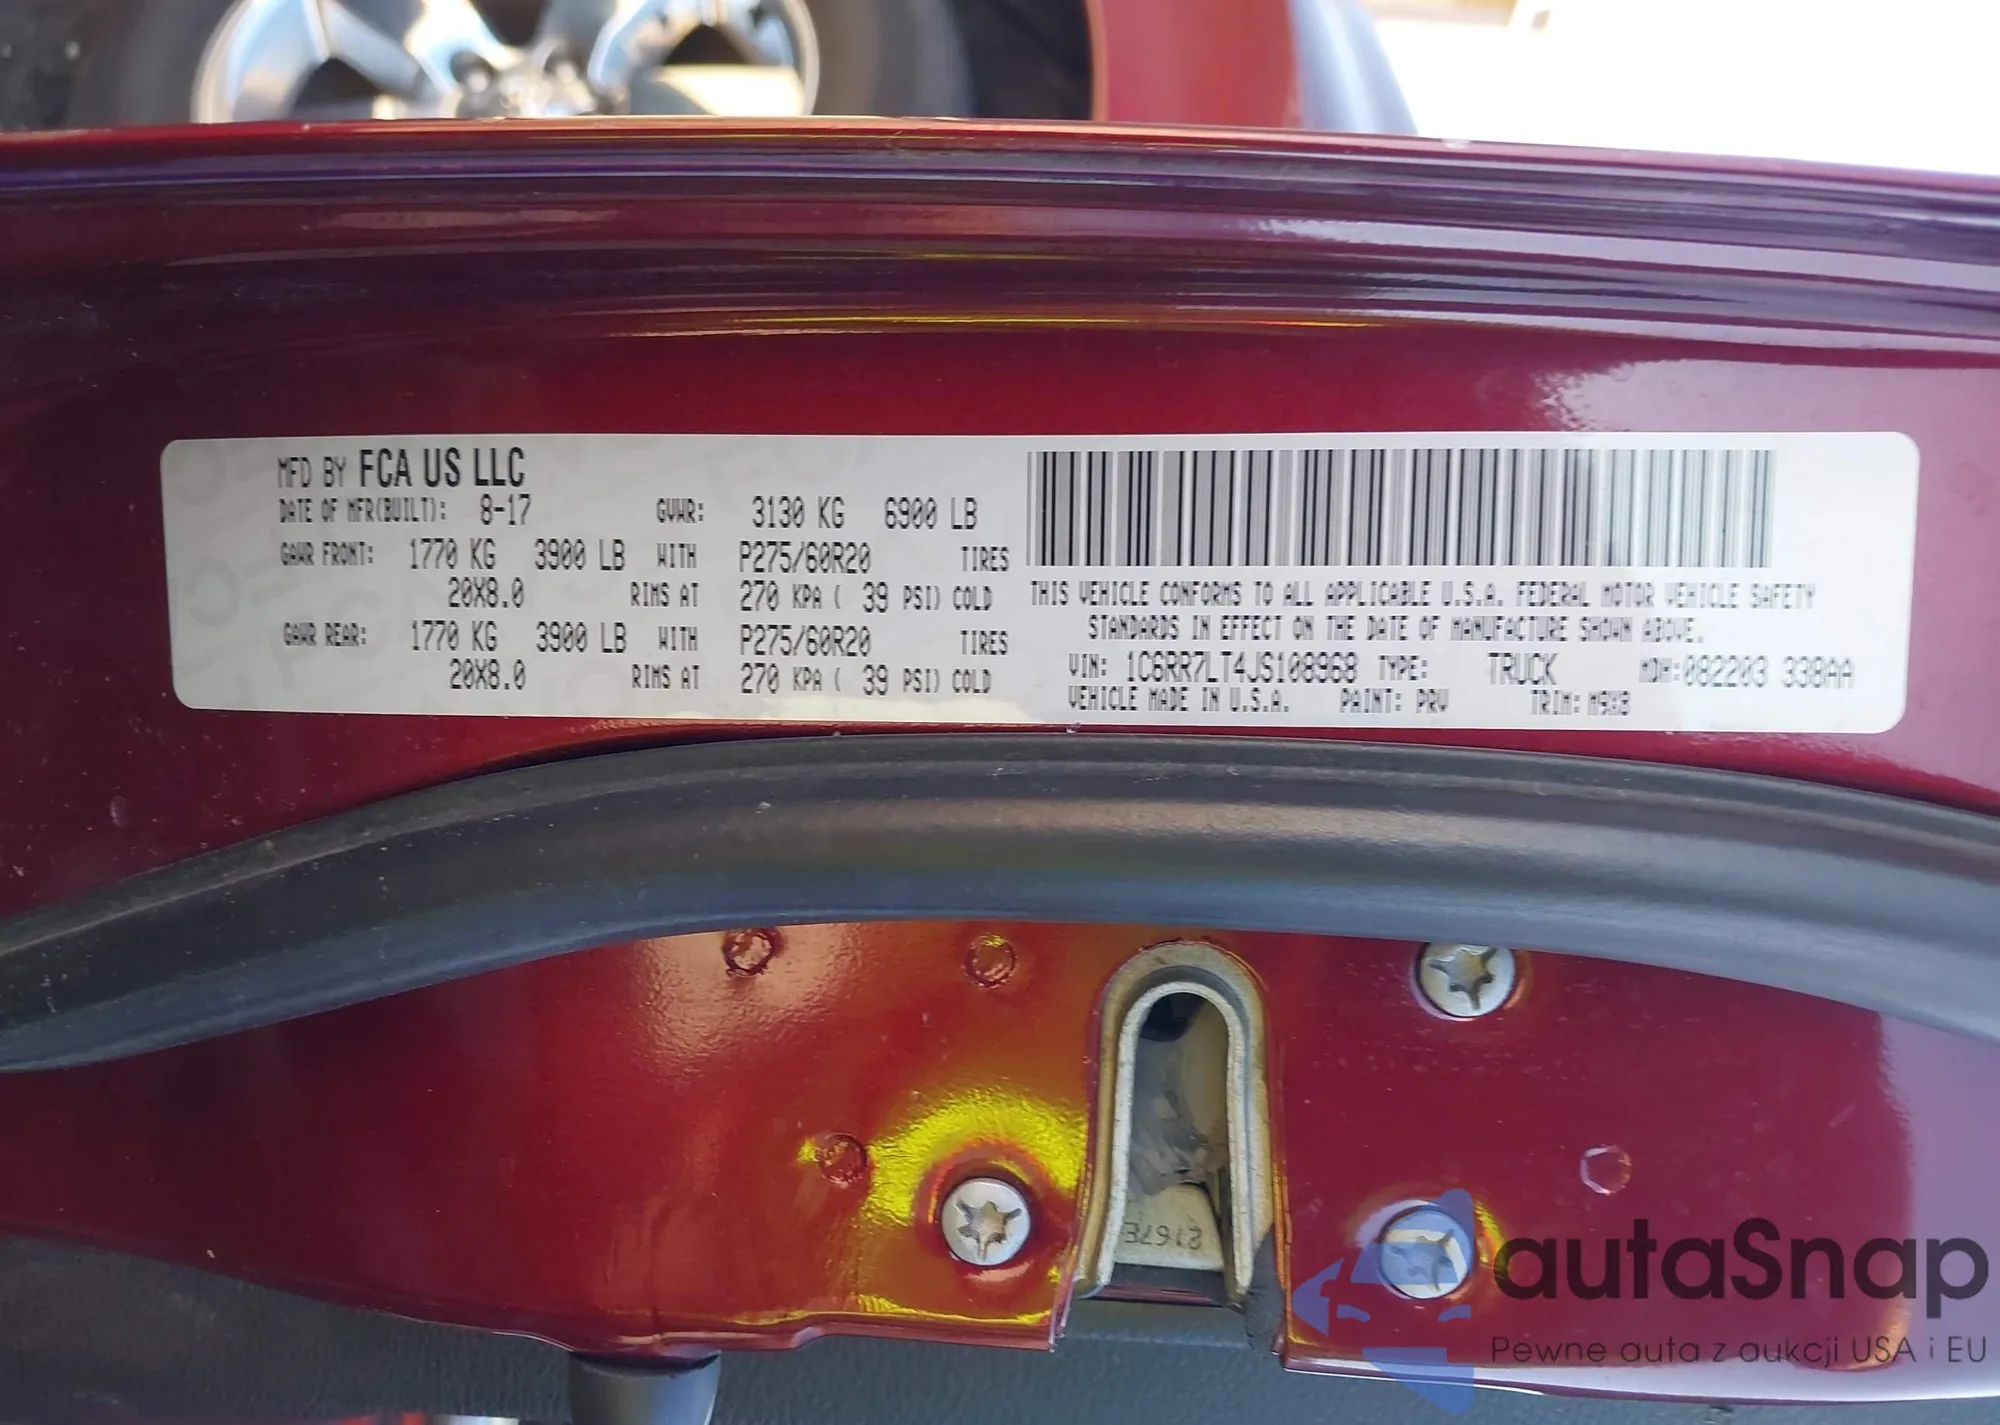 MFD BY FCA US LLC
DATE OF MFR(BUILT): 8-17 GVWR: 3130 KG 6900 LB
GAWR FRONT: 1770 KG 3900 LB WITH P275/60R20 TIRES
20X8.0 RIMS AT 270 KPA ( 39 PSI) COLD
GAWR REAR: 1770 KG 3900 LB WITH P275/60R20 TIRES
20X8.0 RIMS AT 270 KPA ( 39 PSI) COLD
THIS VEHICLE CONFORMS TO ALL APPLICABLE U.S.A. FEDERAL MOTOR VEHICLE SAFETY
STANDARDS IN EFFECT ON THE DATE OF MANUFACTURE SHOWN ABOVE.
VIN: 1C6RR7LT4JS108968 TYPE: TRUCK MDH:082203 338AA
VEHICLE MADE IN U.S.A. PAINT: PRV TRIM: M9X8
2167E
autaSnap
Pewne auta z aukcji USA i EU